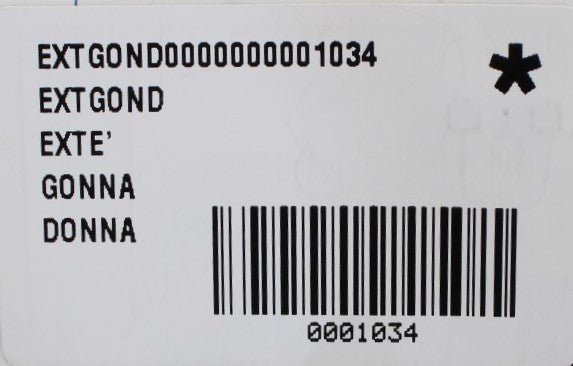 EXTGOND0000000001034
*
EXTGOND
EXTE'
GONNA
DONNA
0001034